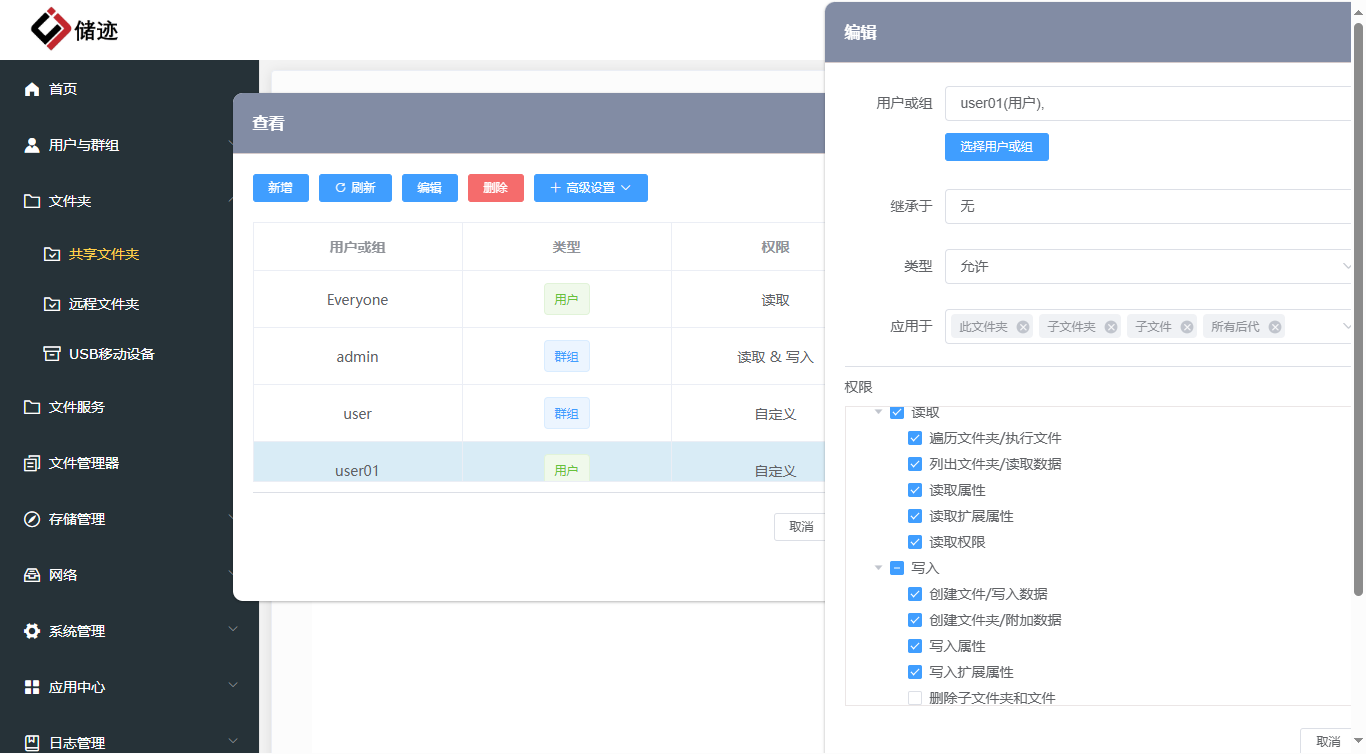 储迹
首页
用户与群组
文件夹
共享文件夹
远程文件夹
USB移动设备
文件服务
文件管理器
存储管理
网络
系统管理
应用中心
日志管理
查看
新增 刷新 编辑 删除 高级设置
用户或组 类型 权限
Everyone 用户 读取
admin 群组 读取 & 写入
user 群组 自定义
user01 用户 自定义
取消
编辑
用户或组 user01(用户),
选择用户或组
继承于 无
类型 允许
应用于 此文件夹 子文件夹 子文件 所有后代
权限
读取
遍历文件夹/执行文件
列出文件夹/读取数据
读取属性
读取扩展属性
读取权限
写入
创建文件/写入数据
创建文件夹/附加数据
写入属性
写入扩展属性
删除子文件夹和文件
取消